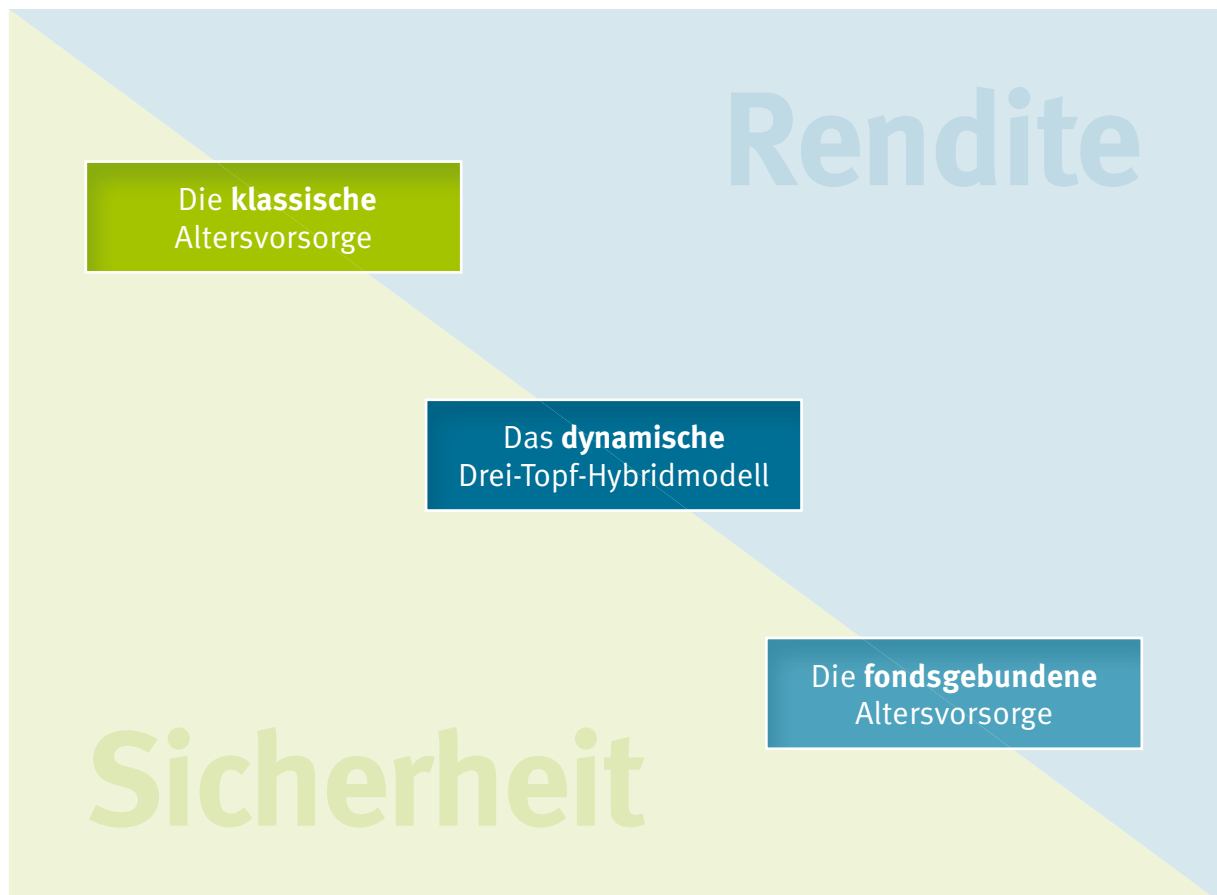 Rendite
Die klassische
Altersvorsorge
Das dynamische
Drei-Topf-Hybridmodell
Die fondsgebundene
Altersvorsorge
Sicherheit